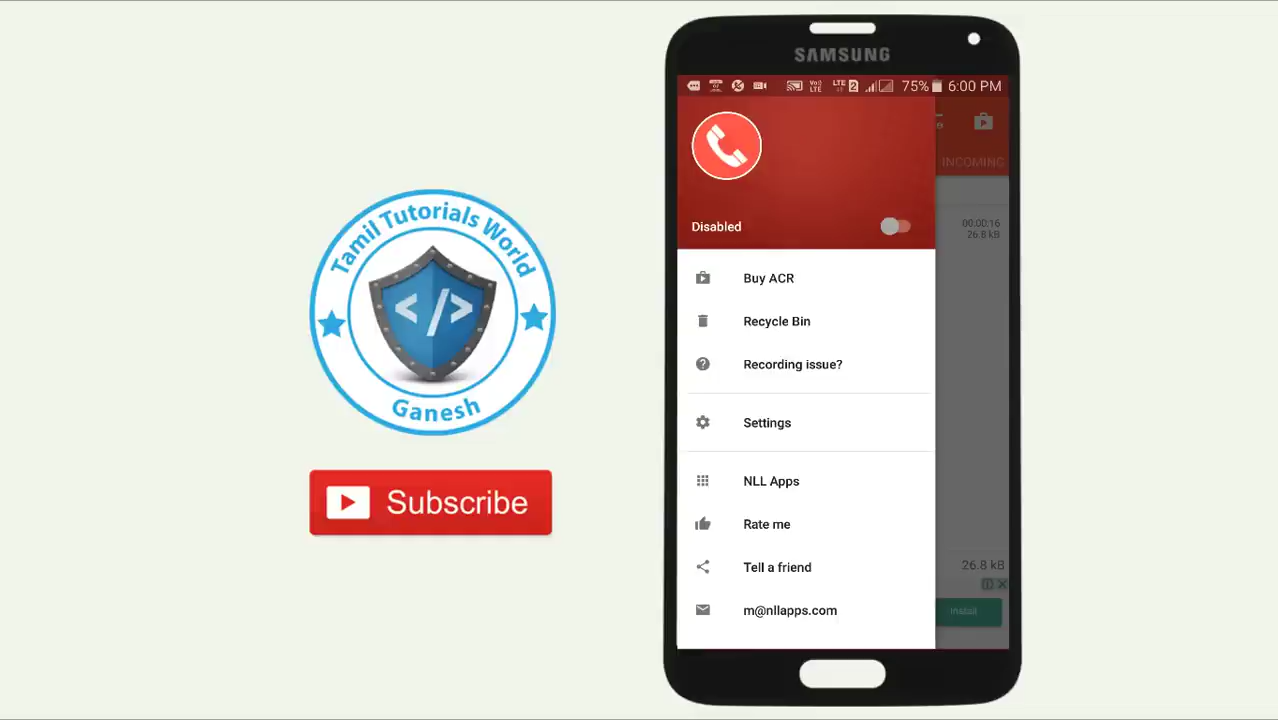 Tamil Tutorials World
</>
Ganesh
Subscribe
SAMSUNG
75% 6:00 PM
INCOMING
Disabled
00:00:16
26.8 kB
Buy ACR
Recycle Bin
Recording issue?
Settings
NLL Apps
Rate me
Tell a friend
26.8 kB
m@nllapps.com
Install